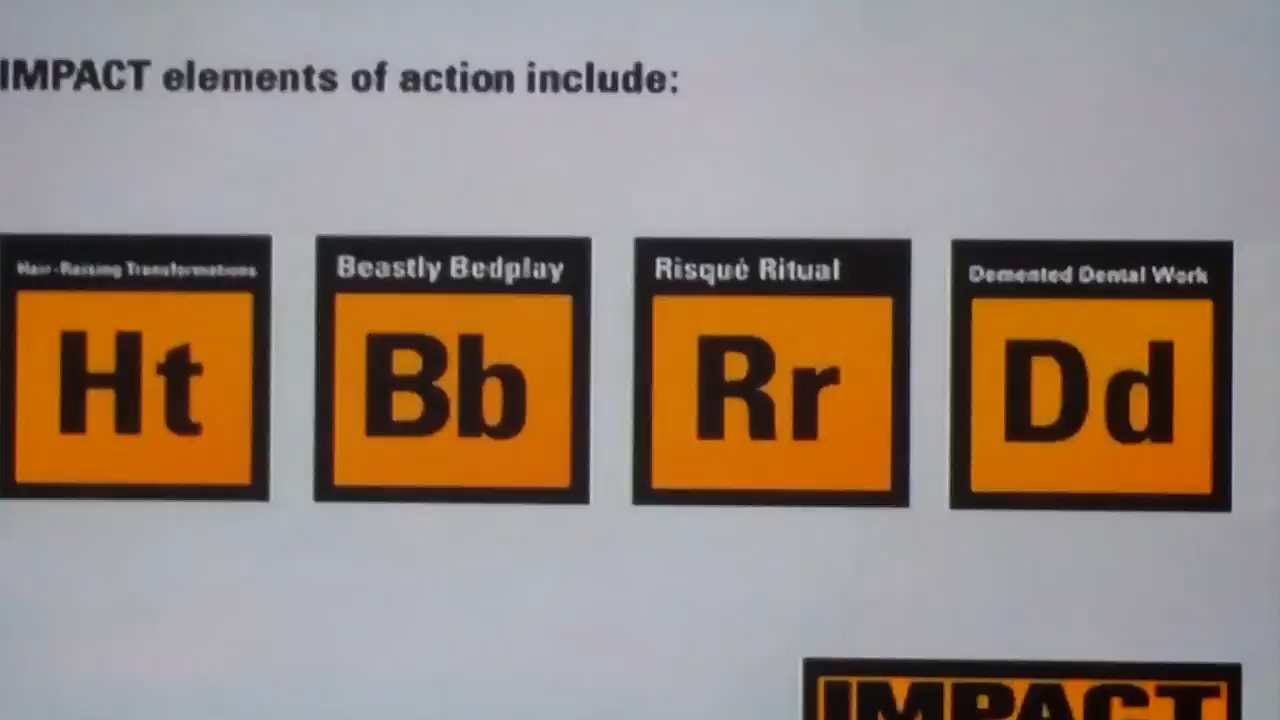 IMPACT elements of action include:
Hair-Raising Transformations
Ht
Beastly Bedplay
Bb
Risqué Ritual
Rr
Demented Dental Work
Dd
IMPACT